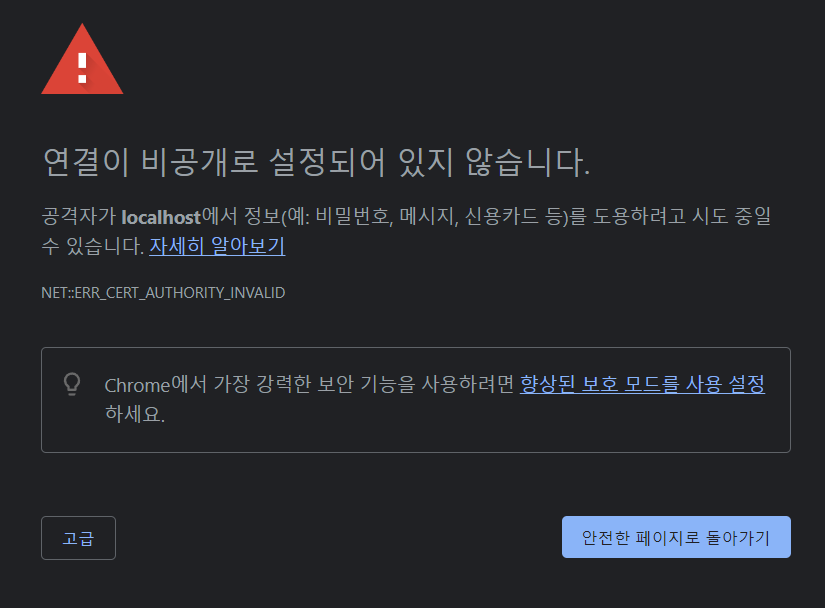 연결이 비공개로 설정되어 있지 않습니다.
공격자가 localhost에서 정보(예: 비밀번호, 메시지, 신용카드 등)를 도용하려고 시도 중일
수 있습니다. 자세히 알아보기
NET::ERR_CERT_AUTHORITY_INVALID
Chrome에서 가장 강력한 보안 기능을 사용하려면 향상된 보호 모드를 사용 설정
하세요.
고급
안전한 페이지로 돌아가기